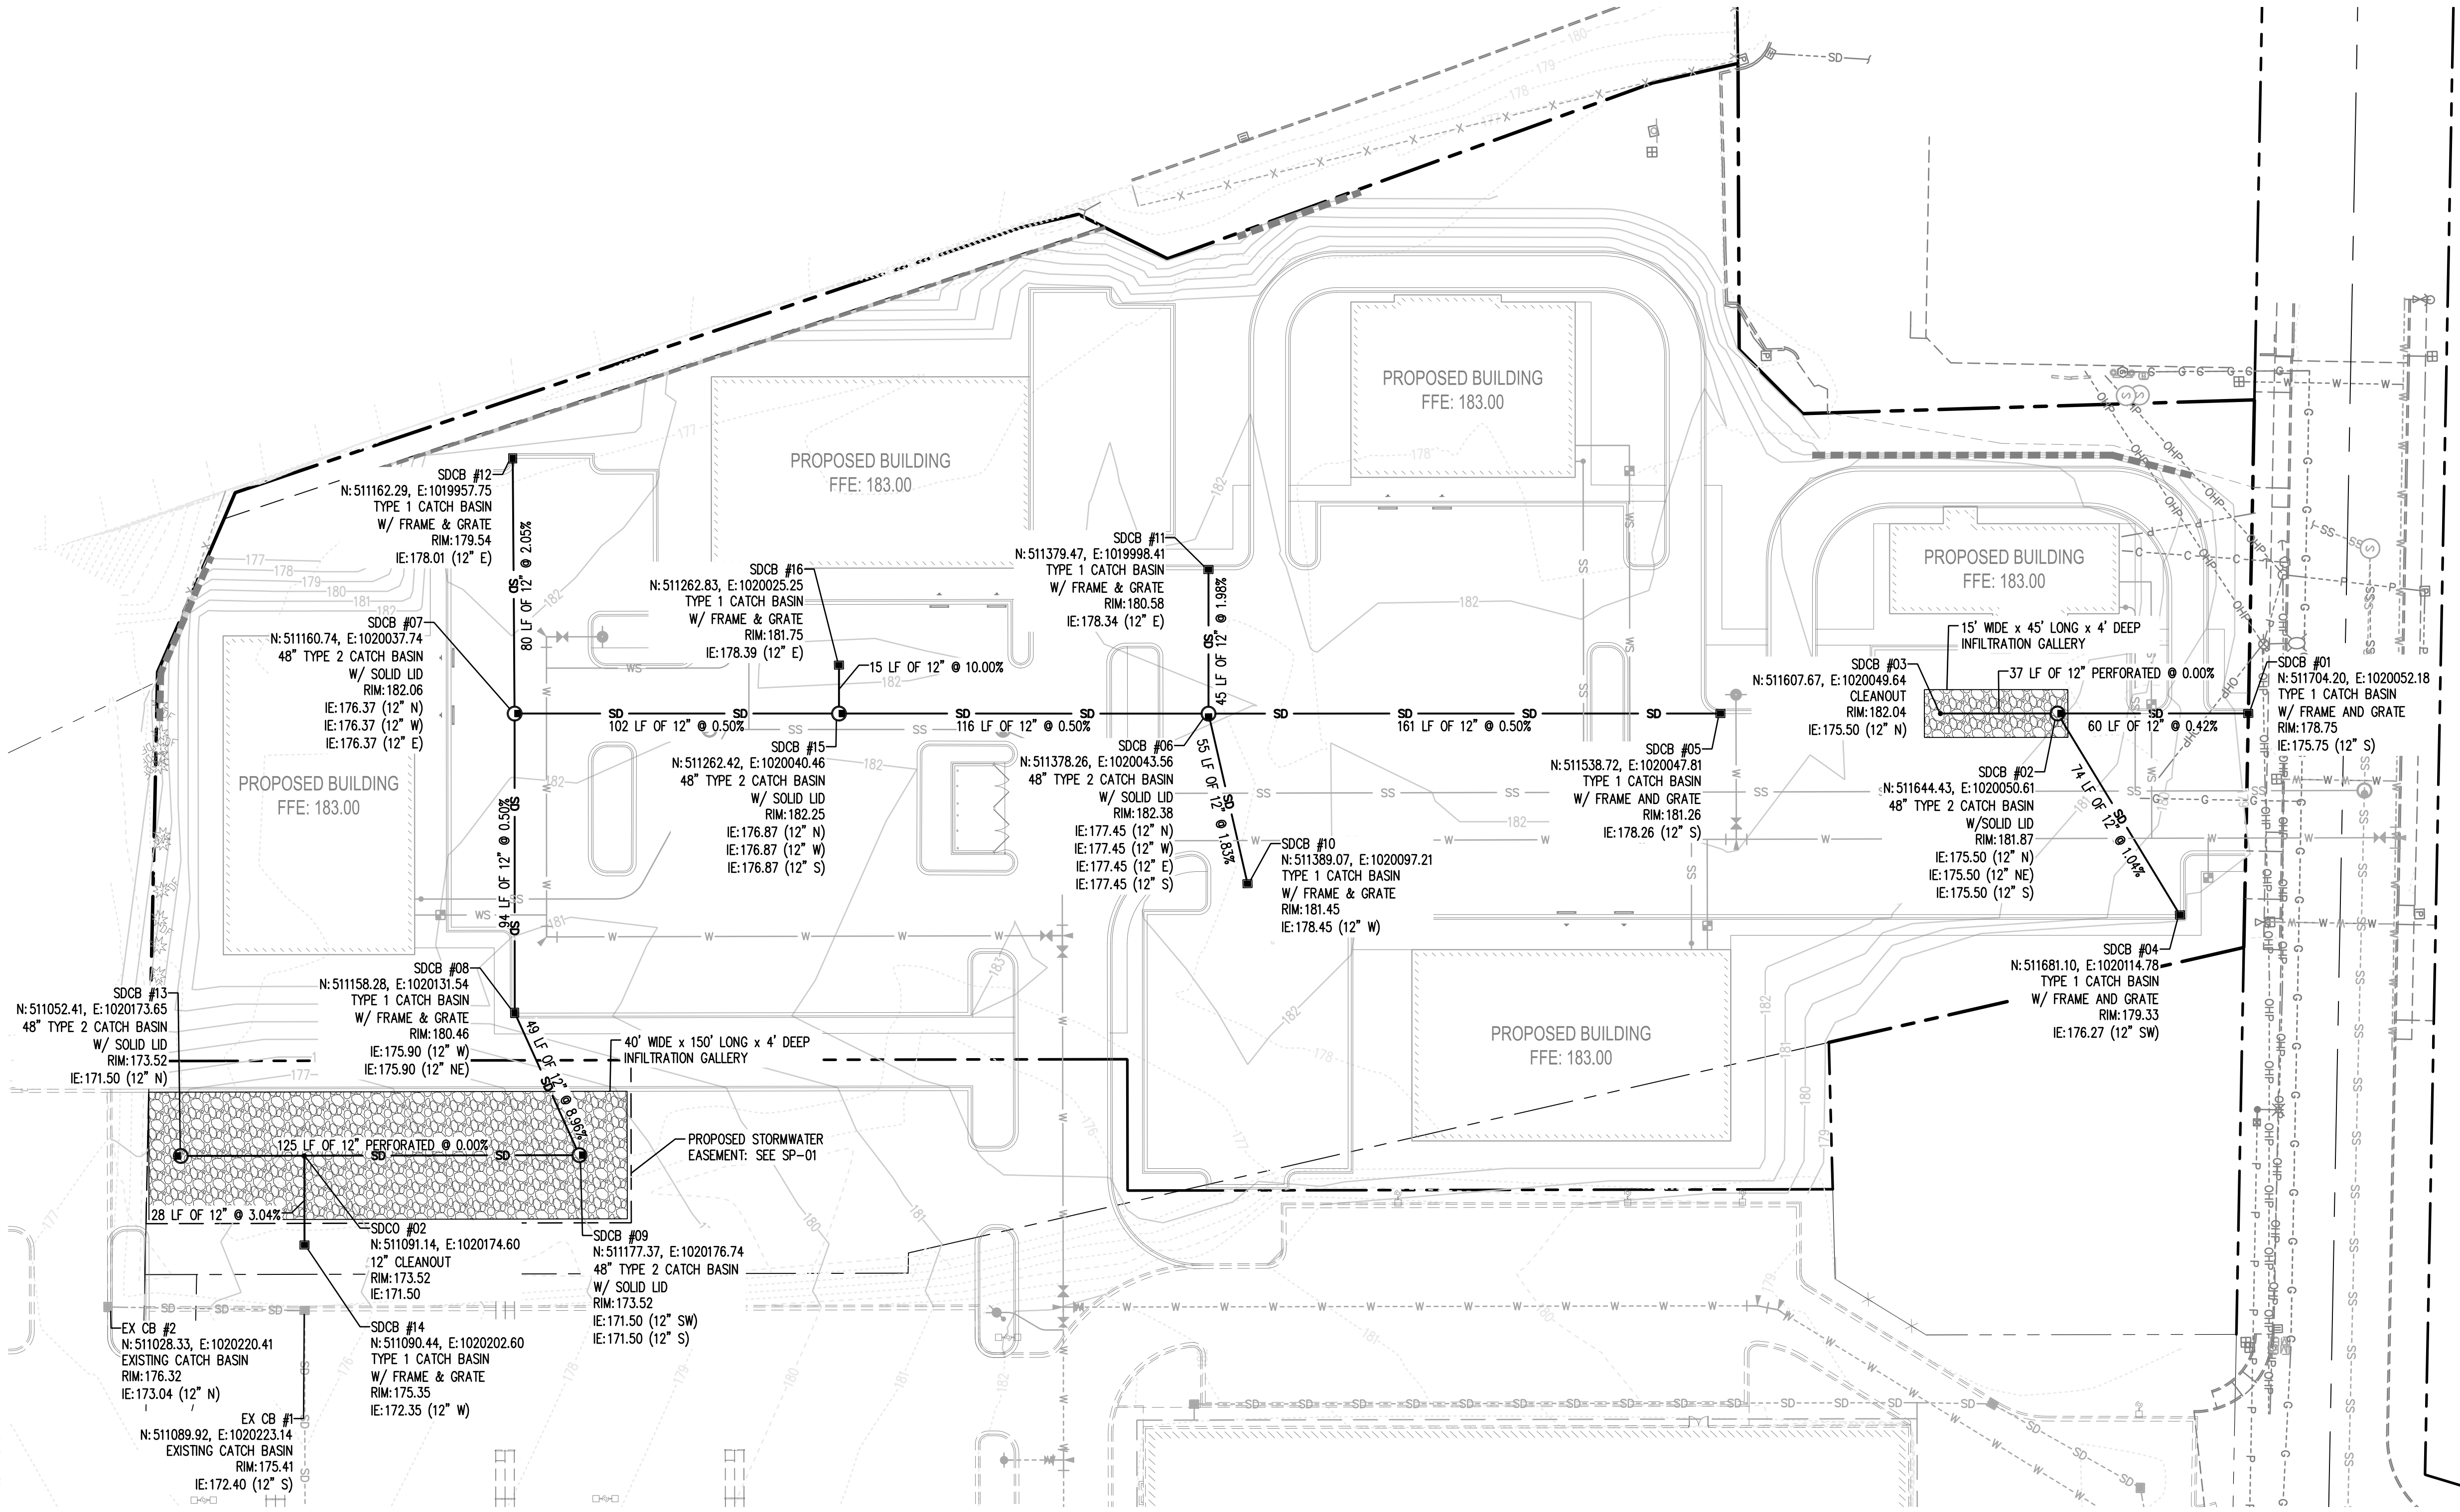 SDCB #12
N:511162.29, E:1019957.75
TYPE 1 CATCH BASIN
W/ FRAME & GRATE
RIM:179.54
IE:178.01 (12" E)
80 LF OF 12" @ 2.05%
SDCB #07
N:511160.74, E:1020037.74
48" TYPE 2 CATCH BASIN
W/ SOLID LID
RIM:182.06
IE:176.37 (12" N)
IE:176.37 (12" W)
IE:176.37 (12" E)
SDCB #16
N:511262.83, E:1020025.25
TYPE 1 CATCH BASIN
W/ FRAME & GRATE
RIM:181.75
IE:178.39 (12" E)
15 LF OF 12" @ 10.00%
SDCB #11
N:511379.47, E:1019998.41
TYPE 1 CATCH BASIN
W/ FRAME & GRATE
RIM:180.58
IE:178.34 (12" E)
45 LF OF 12" @ 1.98%
PROPOSED BUILDING
FFE: 183.00
PROPOSED BUILDING
FFE: 183.00
PROPOSED BUILDING
FFE: 183.00
PROPOSED BUILDING
FFE: 183.00
PROPOSED BUILDING
FFE: 183.00
15' WIDE x 45' LONG x 4' DEEP
INFILTRATION GALLERY
37 LF OF 12" PERFORATED @ 0.00%
SDCB #03
N:511607.67, E:1020049.64
CLEANOUT
RIM:182.04
IE:175.50 (12" N)
SDCB #01
N:511704.20, E:1020052.18
TYPE 1 CATCH BASIN
W/ FRAME AND GRATE
RIM:178.75
IE:175.75 (12" S)
60 LF OF 12" @ 0.42%
102 LF OF 12" @ 0.50%
116 LF OF 12" @ 0.50%
161 LF OF 12" @ 0.50%
SDCB #15
N:511262.42, E:1020040.46
48" TYPE 2 CATCH BASIN
W/ SOLID LID
RIM:182.25
IE:176.87 (12" N)
IE:176.87 (12" W)
IE:176.87 (12" S)
SDCB #06
N:511378.26, E:1020043.56
48" TYPE 2 CATCH BASIN
W/ SOLID LID
RIM:182.38
IE:177.45 (12" N)
IE:177.45 (12" W)
IE:177.45 (12" E)
IE:177.45 (12" S)
55 LF OF 12" @ 1.83%
SDCB #05
N:511538.72, E:1020047.81
TYPE 1 CATCH BASIN
W/ FRAME AND GRATE
RIM:181.26
IE:178.26 (12" S)
SDCB #02
N:511644.43, E:1020050.61
48" TYPE 2 CATCH BASIN
W/SOLID LID
RIM:181.87
IE:175.50 (12" N)
IE:175.50 (12" NE)
IE:175.50 (12" S)
74 LF OF 12" @ 1.04%
SDCB #10
N:511389.07, E:1020097.21
TYPE 1 CATCH BASIN
W/ FRAME & GRATE
RIM:181.45
IE:178.45 (12" W)
SDCB #04
N:511681.10, E:1020114.78
TYPE 1 CATCH BASIN
W/ FRAME AND GRATE
RIM:179.33
IE:176.27 (12" SW)
94 LF OF 12" @ 0.50%
SDCB #08
N:511158.28, E:1020131.54
TYPE 1 CATCH BASIN
W/ FRAME & GRATE
RIM:180.46
IE:175.90 (12" W)
IE:175.90 (12" NE)
SDCB #13
N:511052.41, E:1020173.65
48" TYPE 2 CATCH BASIN
W/ SOLID LID
RIM:173.52
IE:171.50 (12" N)
49 LF OF 12" @ 8.96%
40' WIDE x 150' LONG x 4' DEEP
INFILTRATION GALLERY
125 LF OF 12" PERFORATED @ 0.00%
PROPOSED STORMWATER
EASEMENT: SEE SP-01
28 LF OF 12" @ 3.04%
SDCO #02
N:511091.14, E:1020174.60
12" CLEANOUT
RIM:173.52
IE:171.50
SDCB #09
N:511177.37, E:1020176.74
48" TYPE 2 CATCH BASIN
W/ SOLID LID
RIM:173.52
IE:171.50 (12" SW)
IE:171.50 (12" S)
EX CB #2
N:511028.33, E:1020220.41
EXISTING CATCH BASIN
RIM:176.32
IE:173.04 (12" N)
SDCB #14
N:511090.44, E:1020202.60
TYPE 1 CATCH BASIN
W/ FRAME & GRATE
RIM:175.35
IE:172.35 (12" W)
EX CB #1
N:511089.92, E:1020223.14
EXISTING CATCH BASIN
RIM:175.41
IE:172.40 (12" S)